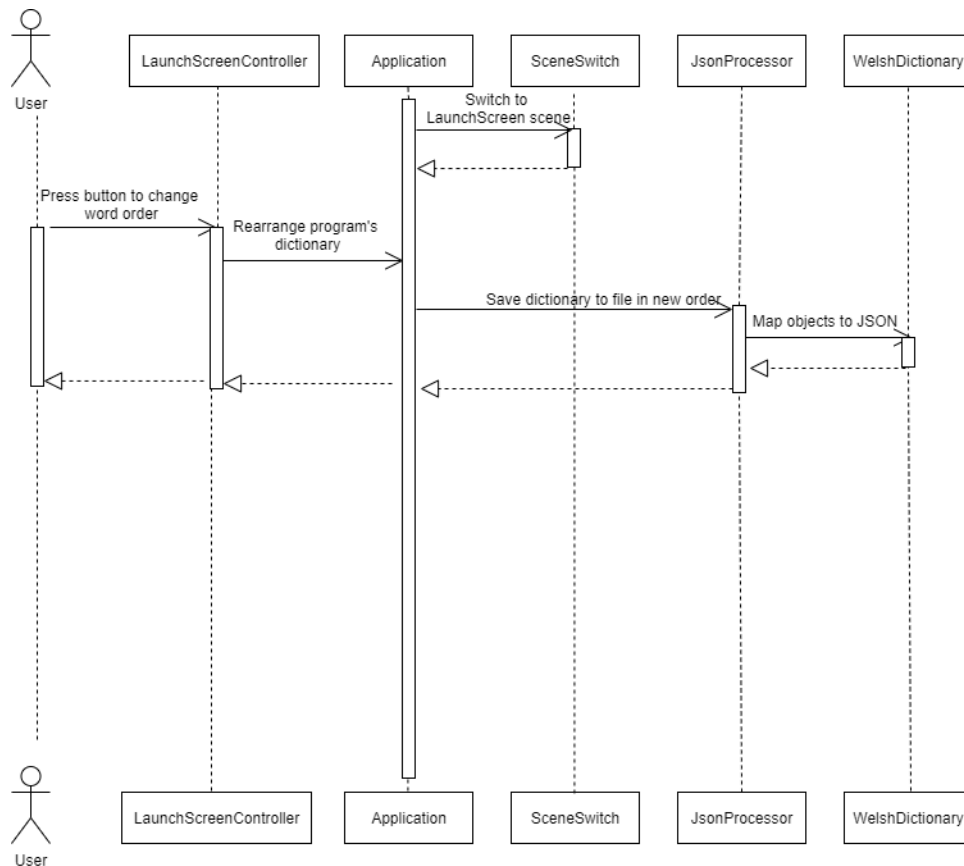 User
LaunchScreenController
Application
SceneSwitch
JsonProcessor
WelshDictionary
Switch to
LaunchScreen scene
Press button to change
word order
Rearrange program's
dictionary
Save dictionary to file in new order
Map objects to JSON
LaunchScreenController
Application
SceneSwitch
JsonProcessor
WelshDictionary
User